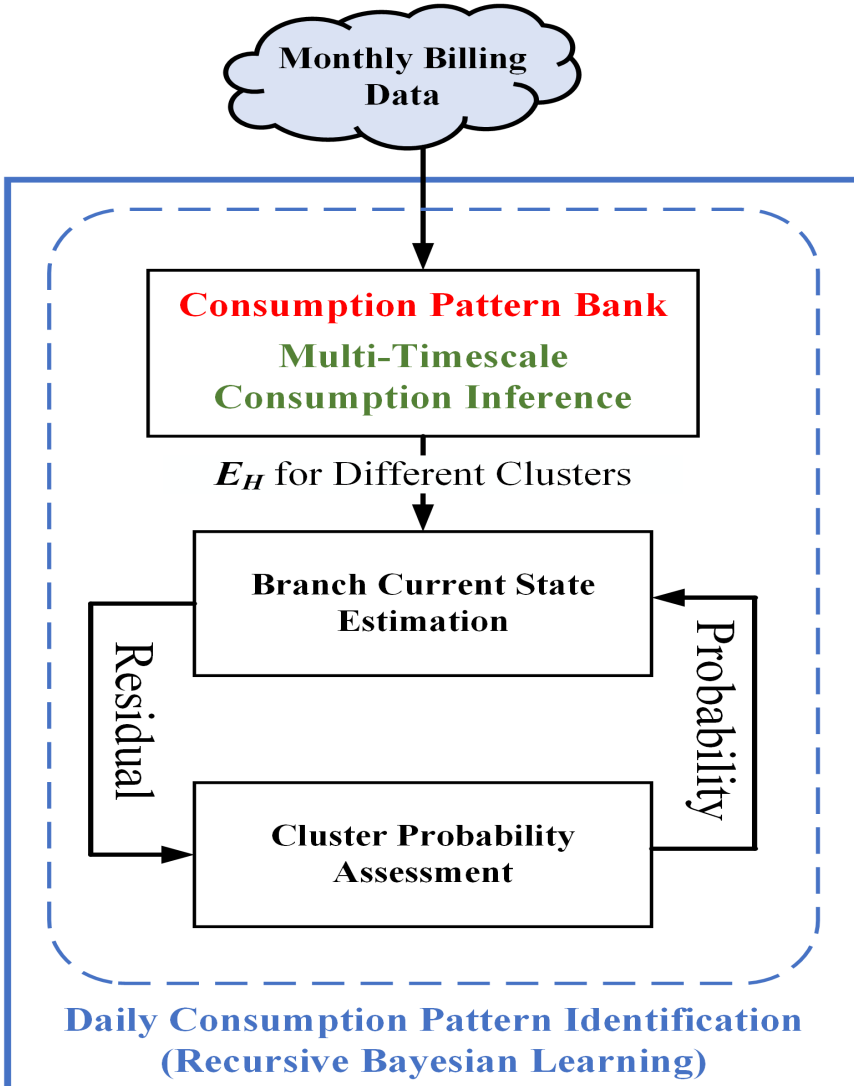 Monthly Billing
Data
Consumption Pattern Bank
Multi-Timescale
Consumption Inference
E_H for Different Clusters
Branch Current State
Estimation
Residual
Probability
Cluster Probability
Assessment
Daily Consumption Pattern Identification
(Recursive Bayesian Learning)